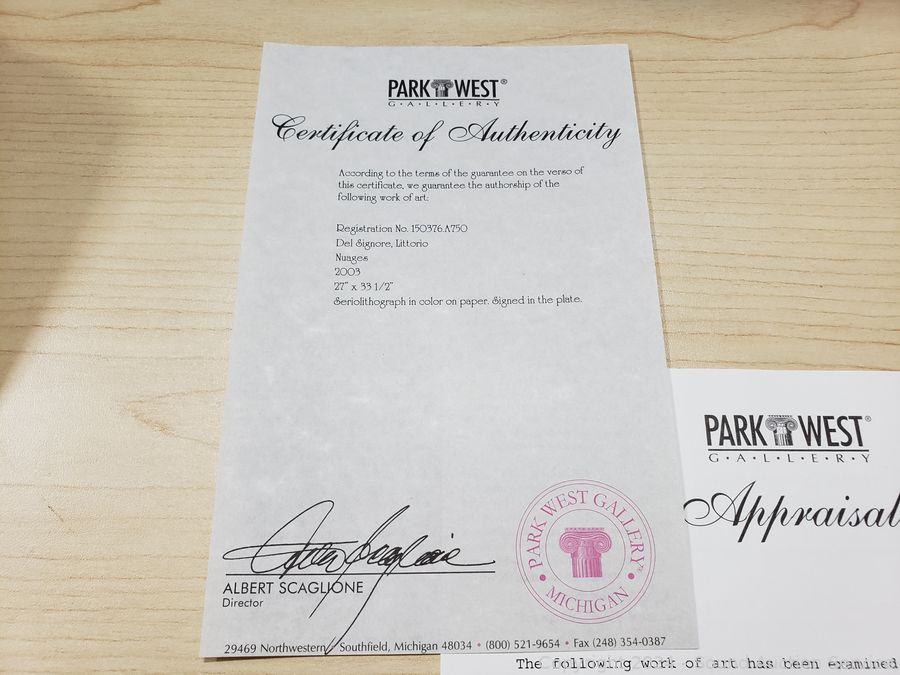 PARK WEST®
G·A·L·L·E·R·Y
Certificate of Authenticity
According to the terms of the guarantee on the verso of
this certificate, we guarantee the authorship of the
following work of art:
Registration No. 150376.A750
Del Signore, Littorio
Nuages
2003
27" x 33 1/2"
Seriolithograph in color on paper. Signed in the plate.
ALBERT SCAGLIONE
Director
PARK WEST GALLERY™
• MICHIGAN •
29469 Northwestern, Southfield, Michigan 48034 • (800) 521-9654 • Fax (248) 354-0387
PARK WEST®
G·A·L·L·E·R·Y
Appraisal
The following work of art has been examined